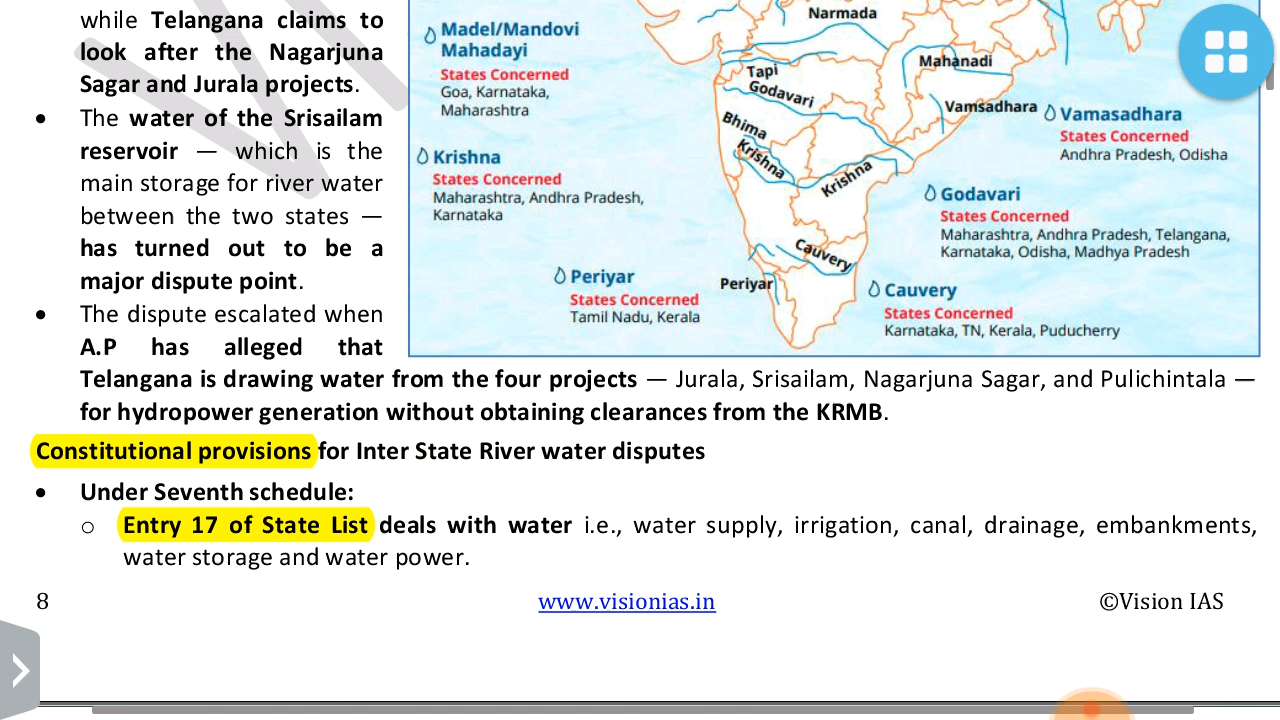 while Telangana claims to
look after the Nagarjuna
Sagar and Jurala projects.
• The water of the Srisailam
reservoir — which is the
main storage for river water
between the two states —
has turned out to be a
major dispute point.
• The dispute escalated when
A.P has alleged that
Telangana is drawing water from the four projects — Jurala, Srisailam, Nagarjuna Sagar, and Pulichintala —
for hydropower generation without obtaining clearances from the KRMB.
Madel/Mandovi
Mahadayi
States Concerned
Goa, Karnataka,
Maharashtra
Krishna
States Concerned
Maharashtra, Andhra Pradesh,
Karnataka
Periyar
States Concerned
Tamil Nadu, Kerala
Narmada
Tapi
Godavari
Bhima
Krishna
Krishna
Cauvery
Periyar
Mahanadi
Vamsadhara
Vamasadhara
States Concerned
Andhra Pradesh, Odisha
Godavari
States Concerned
Maharashtra, Andhra Pradesh, Telangana,
Karnataka, Odisha, Madhya Pradesh
Cauvery
States Concerned
Karnataka, TN, Kerala, Puducherry
Constitutional provisions for Inter State River water disputes
• Under Seventh schedule:
o Entry 17 of State List deals with water i.e., water supply, irrigation, canal, drainage, embankments,
water storage and water power.
8 www.visionias.in ©Vision IAS